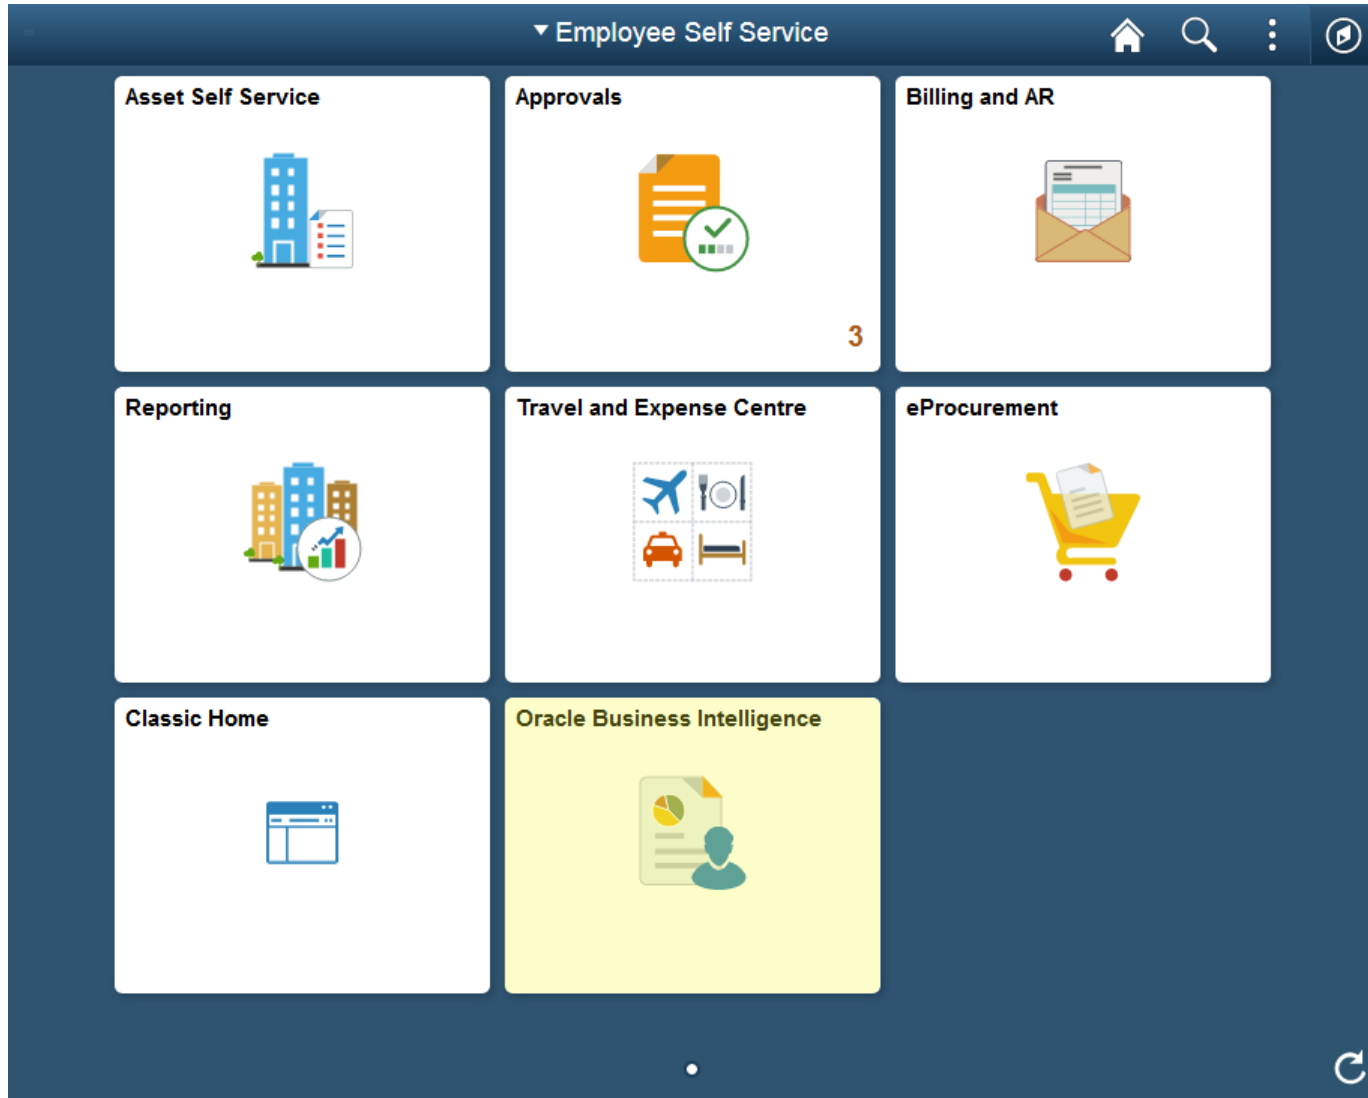 Employee Self Service
Asset Self Service
Approvals
Billing and AR
3
Reporting
Travel and Expense Centre
eProcurement
Classic Home
Oracle Business Intelligence